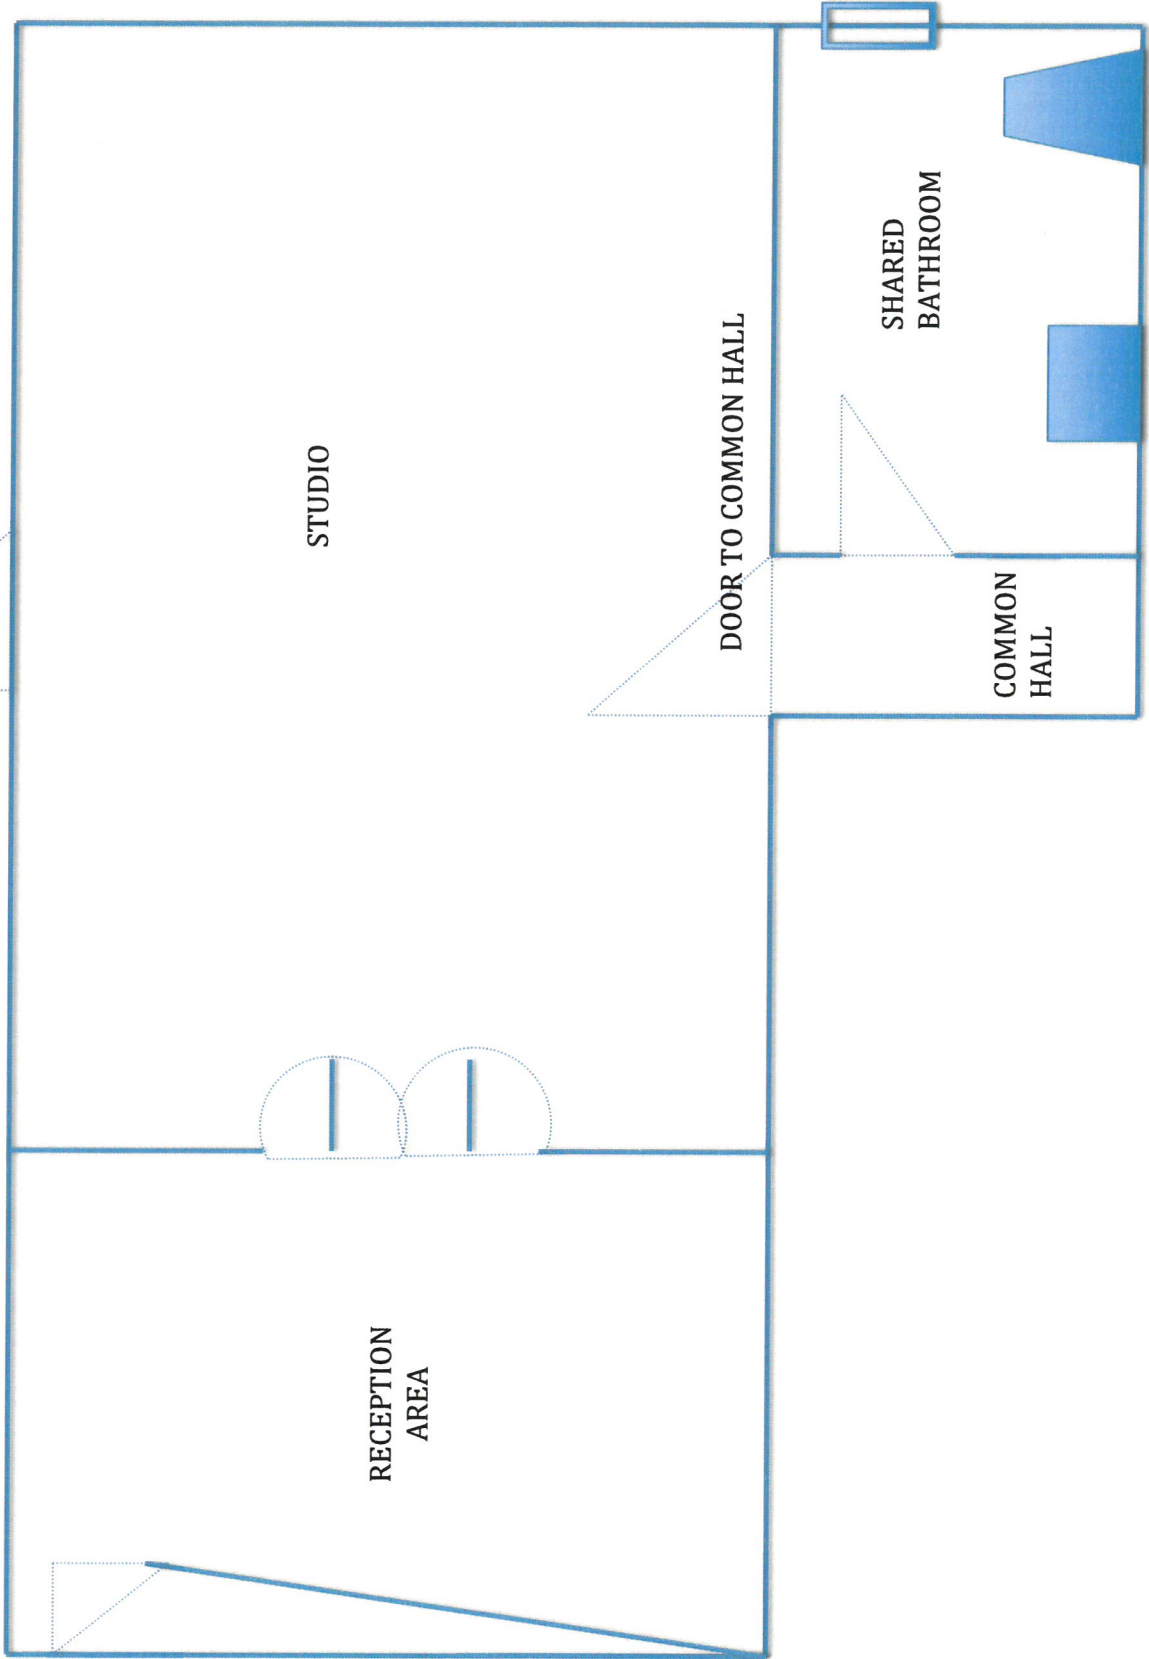 STUDIO
DOOR TO COMMON HALL
SHARED
BATHROOM
COMMON
HALL
RECEPTION
AREA